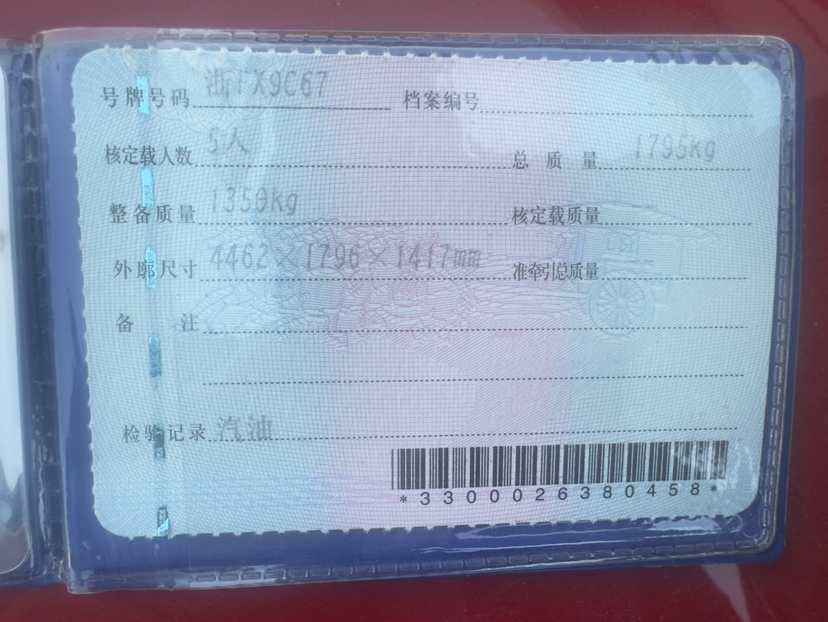 号牌号码 浙FX9C67 档案编号
核定载人数 5人 总质量 1795kg
整备质量 1350kg 核定载质量
外廓尺寸 4462×1796×1417mm 准牵引总质量
备注
检验记录 汽油
*3300026380458*